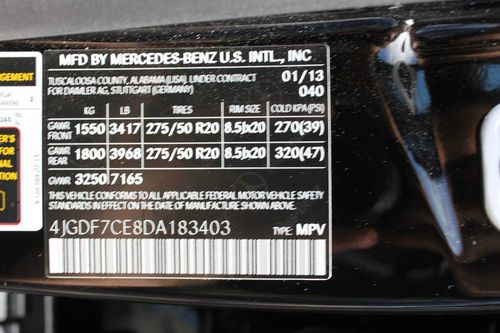 MFD BY MERCEDES-BENZ U.S. INTL., INC
TUSCALOOSA COUNTY, ALABAMA (USA). UNDER CONTRACT 01/13
FOR DAIMLER AG, STUTTGART (GERMANY) 040
KG LB TIRES RIM SIZE COLD KPA (PSI)
GAWR FRONT 1550 3417 275/50 R20 8.5Jx20 270(39)
GAWR REAR 1800 3968 275/50 R20 8.5Jx20 320(47)
GVWR 3250 7165
THIS VEHICLE CONFORMS TO ALL APPLICABLE FEDERAL MOTOR VEHICLE SAFETY
STANDARDS IN EFFECT ON THE DATE OF MANUFACTURE SHOWN ABOVE.
4JGDF7CE8DA183403 TYPE: MPV